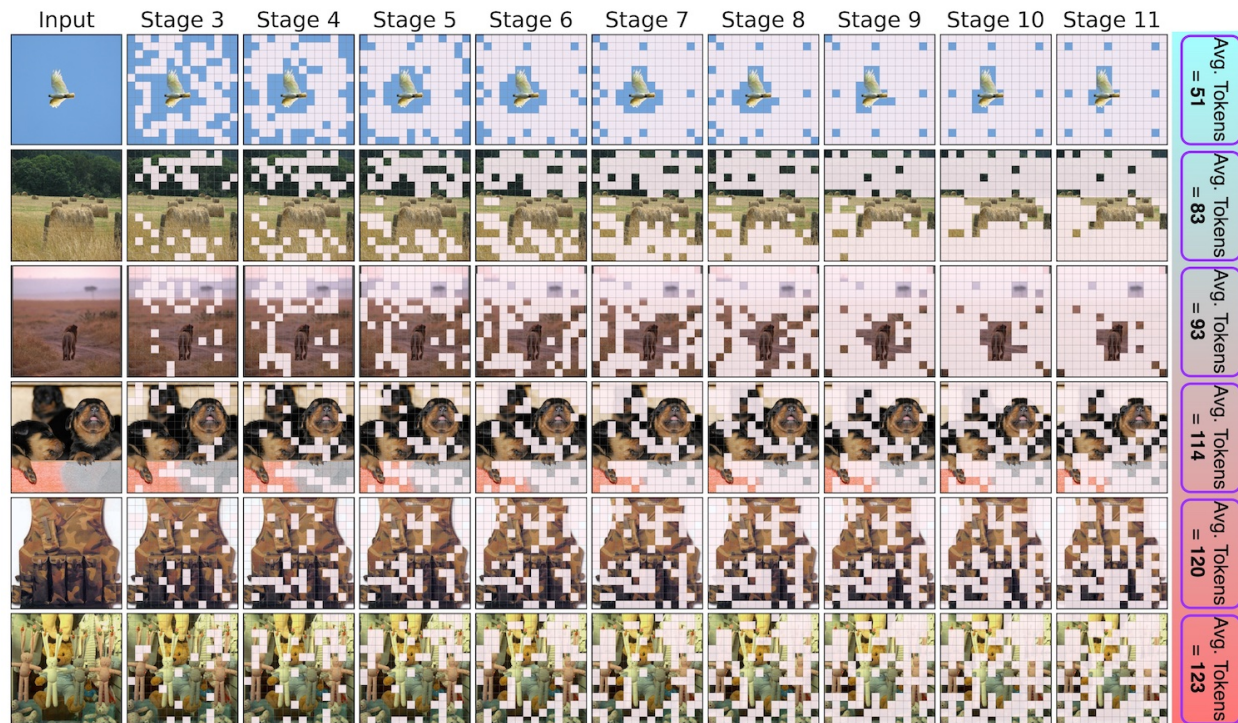 Input Stage 3 Stage 4 Stage 5 Stage 6 Stage 7 Stage 8 Stage 9 Stage 10 Stage 11
Avg. Tokens
= 51
Avg. Tokens
= 83
Avg. Tokens
= 93
Avg. Tokens
= 114
Avg. Tokens
= 120
Avg. Tokens
= 123